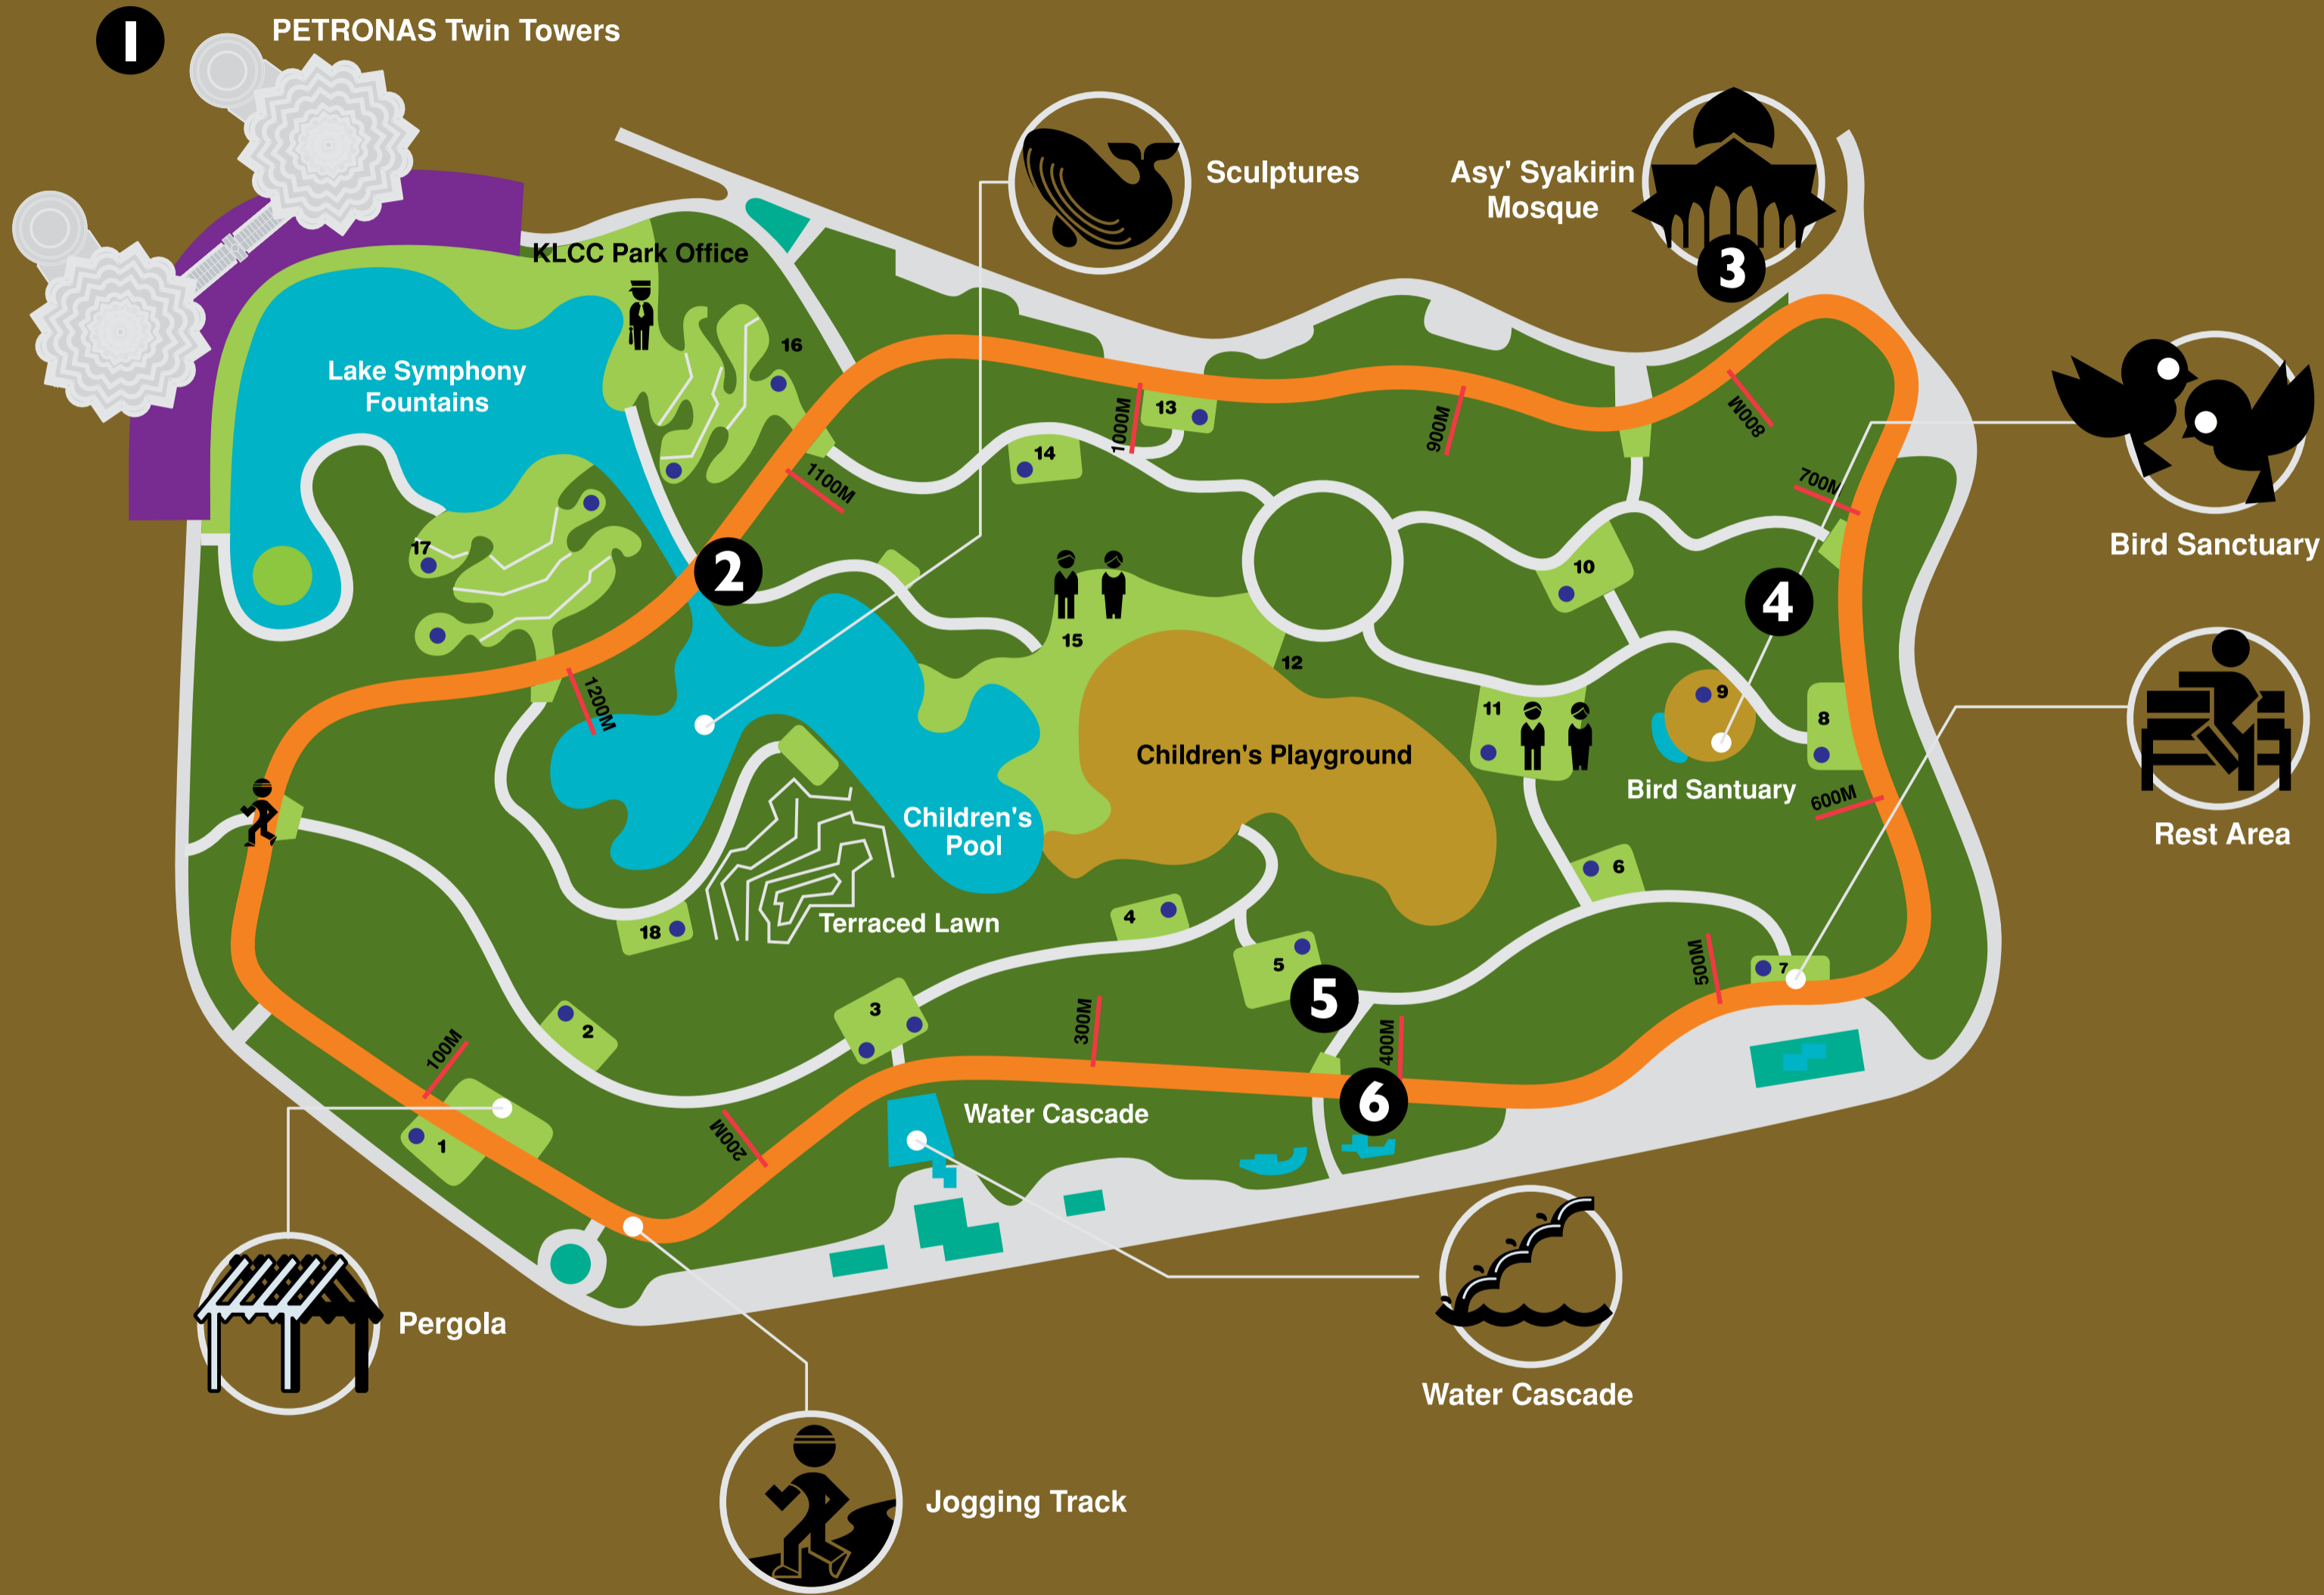 1
PETRONAS Twin Towers
Sculptures
Asy' Syakirin
Mosque
3
KLCC Park Office
16
Lake Symphony
Fountains
1000M
13
900M
800M
14
1100M
700M
Bird Sanctuary
17
2
10
4
15
12
1200M
9
11
8
Children's Playground
Bird Santuary
600M
Rest Area
Children's
Pool
6
18
Terraced Lawn
4
5
500M
7
3
5
2
300M
400M
100M
6
1
200M
Water Cascade
Pergola
Water Cascade
Jogging Track